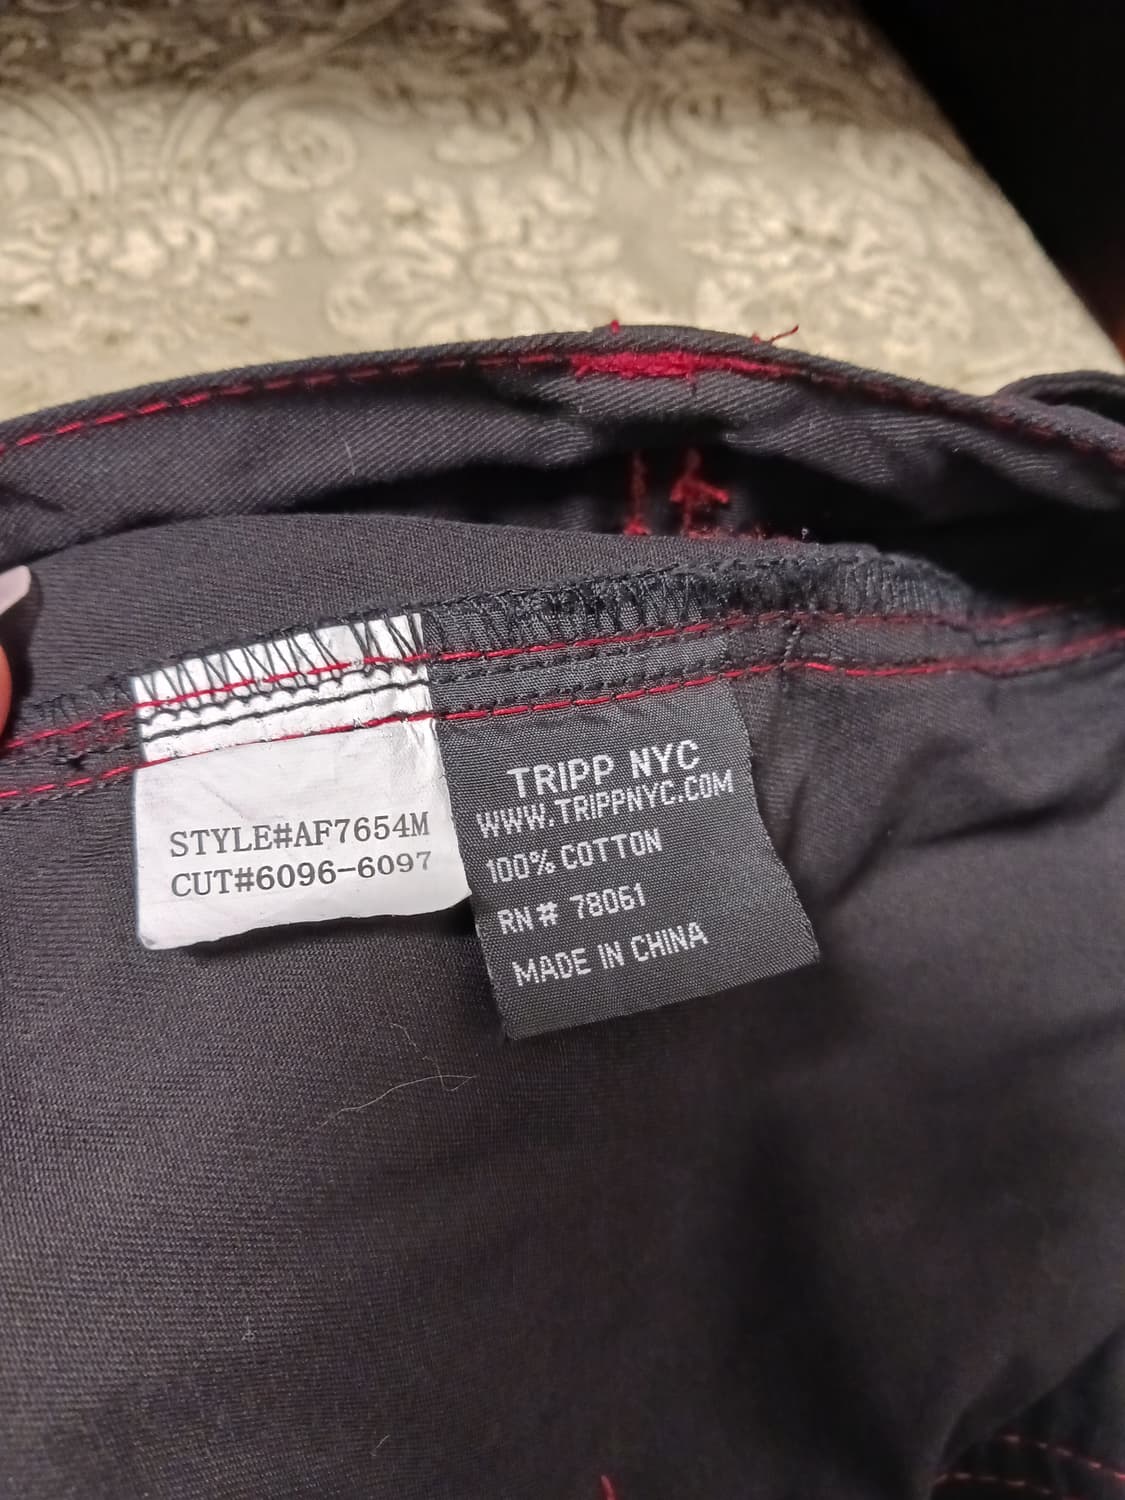 STYLE#AF7654M
CUT#6096-6097
TRIPP NYC
WWW.TRIPPNYC.COM
100% COTTON
RN# 78061
MADE IN CHINA